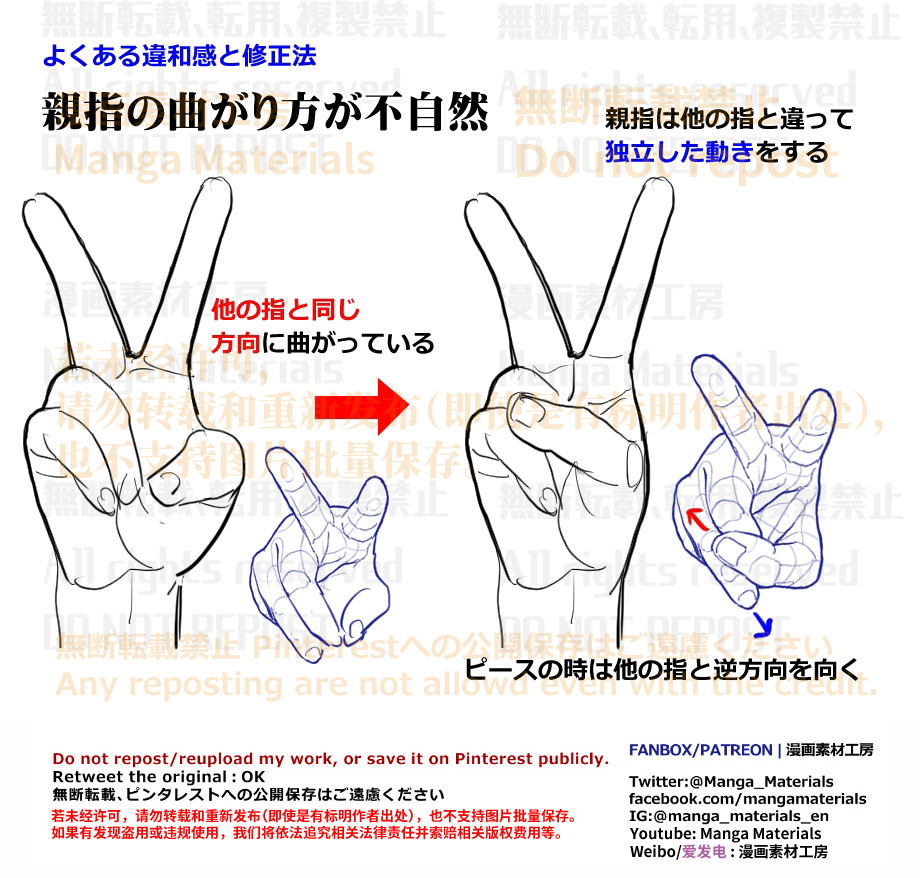 無断転載、転用、複製禁止
無断転載、転用、複製禁止
よくある違和感と修正法
All rights reserved
All rights reserved
親指の曲がり方が不自然
無断転載禁止
親指は他の指と違って
DO NOT REPOST
Manga Materials
Do not repost
独立した動きをする
漫画素材工房
漫画素材工房
他の指と同じ
方向に曲がっている
Manga Materials
Manga Materials
若未经许可，
请勿转载和重新发布（即使是有标明作者出处），
也不支持图片批量保存。
無断転載、転用、複製禁止
無断転載、転用、複製禁止
All rights reserved
All rights reserved
DO NOT REPOST
DO NOT REPOST
無断転載禁止 Pinterestへの公開保存はご遠慮ください
ピースの時は他の指と逆方向を向く
Any reposting are not allowd even with the credit.
Do not repost/reupload my work, or save it on Pinterest publicly.
Retweet the original : OK
無断転載、ピンタレストへの公開保存はご遠慮ください
若未经许可，请勿转载和重新发布（即使是有标明作者出处），也不支持图片批量保存。
如果有发现盗用或违规使用，我们将依法追究相关法律责任并索赔相关版权费用等。
FANBOX/PATREON | 漫画素材工房
Twitter:@Manga_Materials
facebook.com/mangamaterials
IG:@manga_materials_en
Youtube: Manga Materials
Weibo/爱发电 : 漫画素材工房